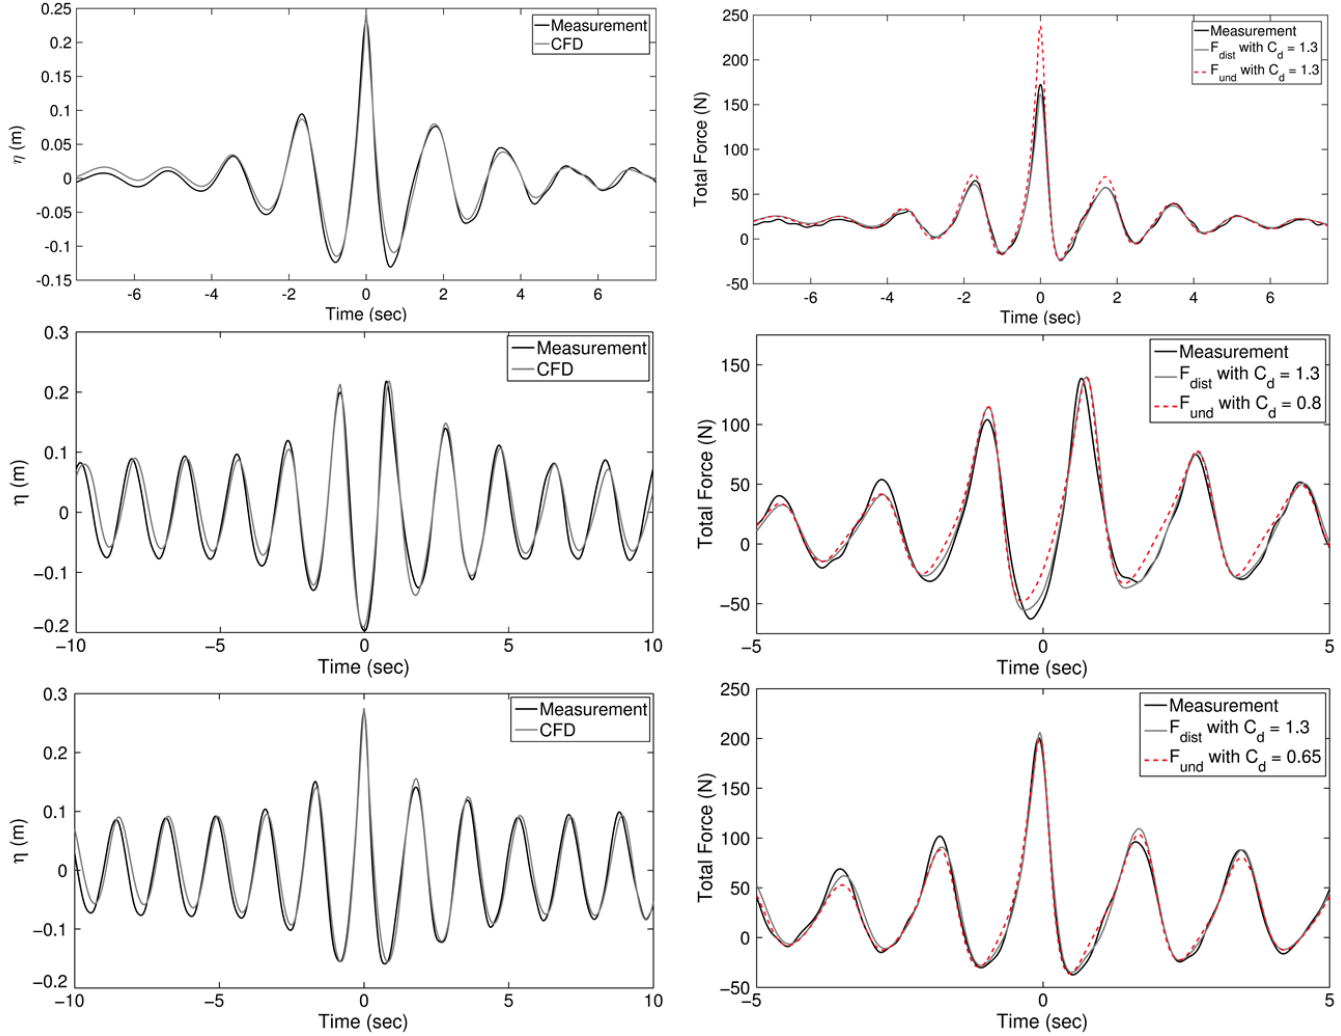 0.25
0.2
0.15
0.1
0.05
0
-0.05
-0.1
-0.15
-6
-4
-2
0
2
4
6
η (m)
Time (sec)
Measurement
CFD
250
200
150
100
50
0
-50
-6
-4
-2
0
2
4
6
Total Force (N)
Time (sec)
Measurement
F_dist with C_d = 1.3
F_und with C_d = 1.3
0.3
0.2
0.1
0
−0.1
−0.2
−10
−5
0
5
10
η (m)
Time (sec)
Measurement
CFD
150
100
50
0
−50
−5
0
5
Total Force (N)
Time (sec)
Measurement
F_dist with C_d = 1.3
F_und with C_d = 0.8
0.3
0.2
0.1
0
−0.1
−0.2
−10
−5
0
5
10
η (m)
Time (sec)
Measurement
CFD
250
200
150
100
50
0
−50
−5
0
5
Total Force (N)
Time (sec)
Measurement
F_dist with C_d = 1.3
F_und with C_d = 0.65